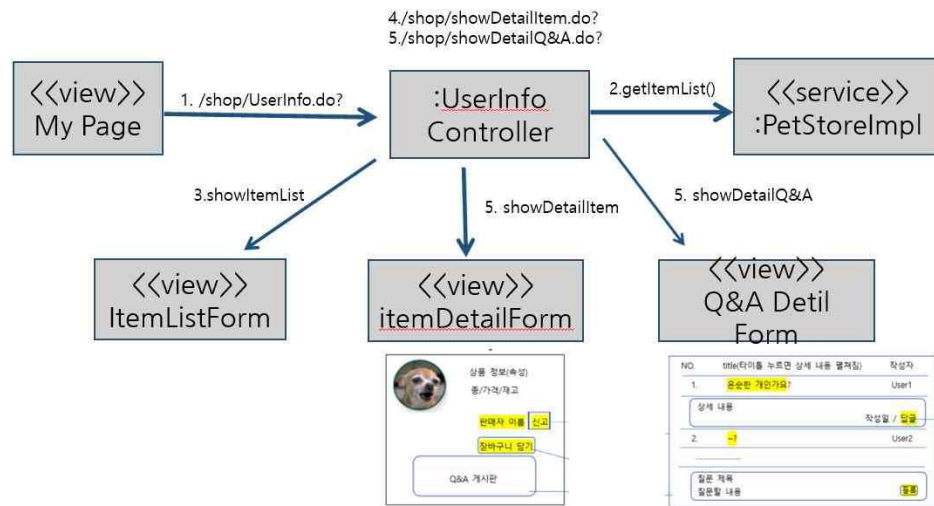 4./shop/showDetailItem.do?
5./shop/showDetailQ&A.do?
<<view>>
My Page
1. /shop/UserInfo.do?
:UserInfo
Controller
2.getItemList()
<<service>>
:PetStoreImpl
3.showItemList
5. showDetailItem
5. showDetailQ&A
<<view>>
ItemListForm
<<view>>
itemDetailForm
<<view>>
Q&A Detil
Form
상품 정보(속성)
종/가격/재고
판매자 이름 신고
장바구니 담기
Q&A 게시판
NO. title(타이틀 누르면 상세 내용 펼쳐짐) 작성자
1. 온순한 개인가요? User1
상세 내용
작성일 / 답글
2. ~? User2
질문 제목
질문할 내용
등록